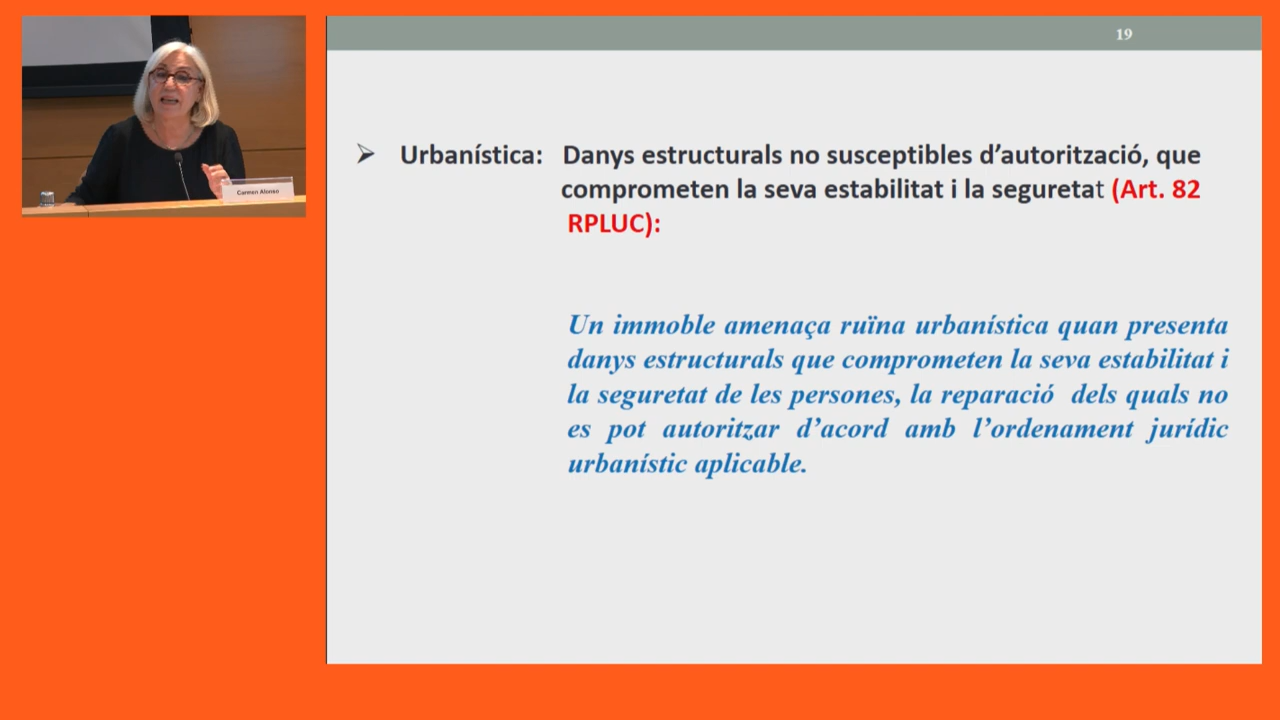 Carmen Alonso
19
➤ Urbanística: Danys estructurals no susceptibles d’autorització, que
comprometen la seva estabilitat i la seguretat (Art. 82
RPLUC):
Un immoble amenaça ruïna urbanística quan presenta
danys estructurals que comprometen la seva estabilitat i
la seguretat de les persones, la reparació dels quals no
es pot autoritzar d’acord amb l’ordenament jurídic
urbanístic aplicable.